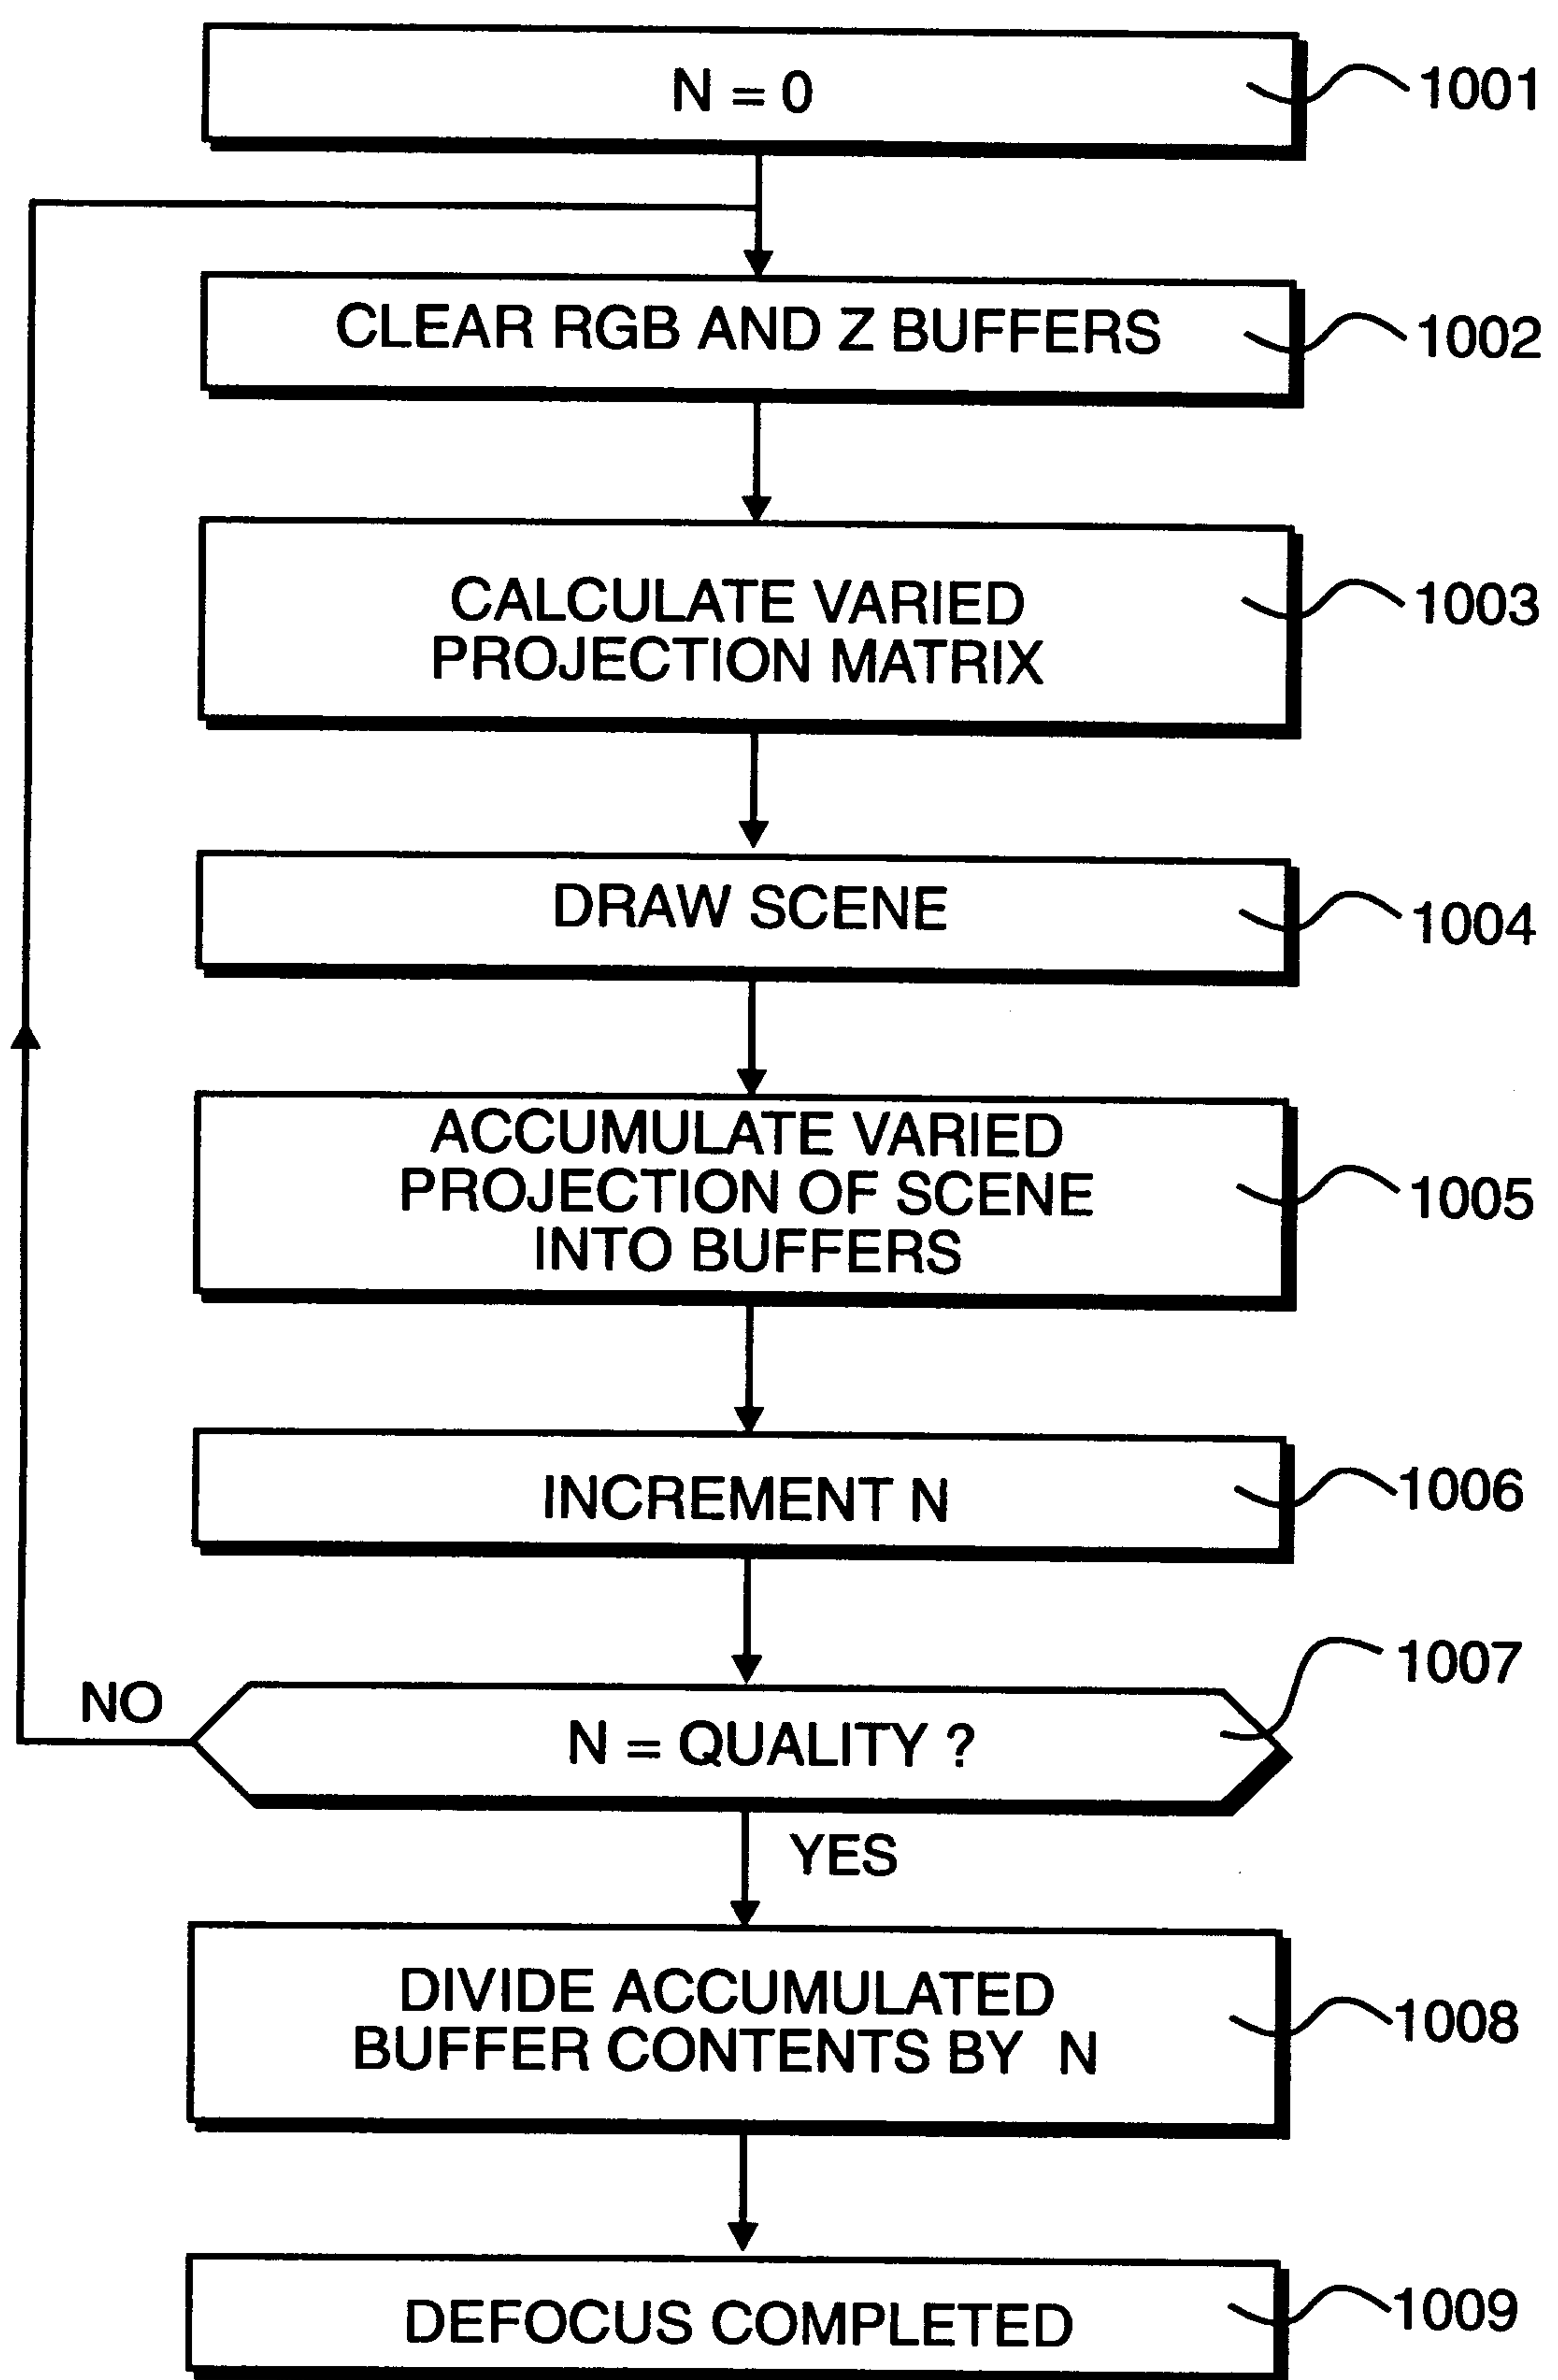 N = 0
1001
CLEAR RGB AND Z BUFFERS
1002
CALCULATE VARIED
PROJECTION MATRIX
1003
DRAW SCENE
1004
ACCUMULATE VARIED
PROJECTION OF SCENE
INTO BUFFERS
1005
INCREMENT N
1006
1007
NO
N = QUALITY ?
YES
DIVIDE ACCUMULATED
BUFFER CONTENTS BY N
1008
DEFOCUS COMPLETED
1009